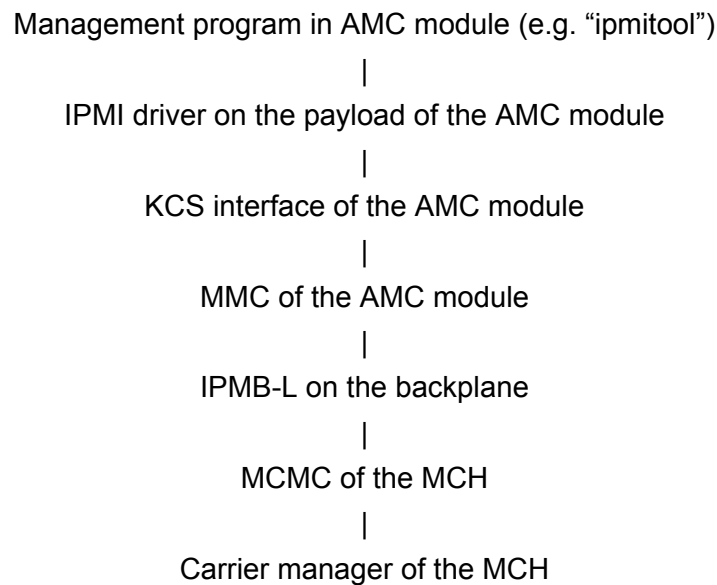 Management program in AMC module (e.g. “ipmitool”)
|
IPMI driver on the payload of the AMC module
|
KCS interface of the AMC module
|
MMC of the AMC module
|
IPMB-L on the backplane
|
MCMC of the MCH
|
Carrier manager of the MCH